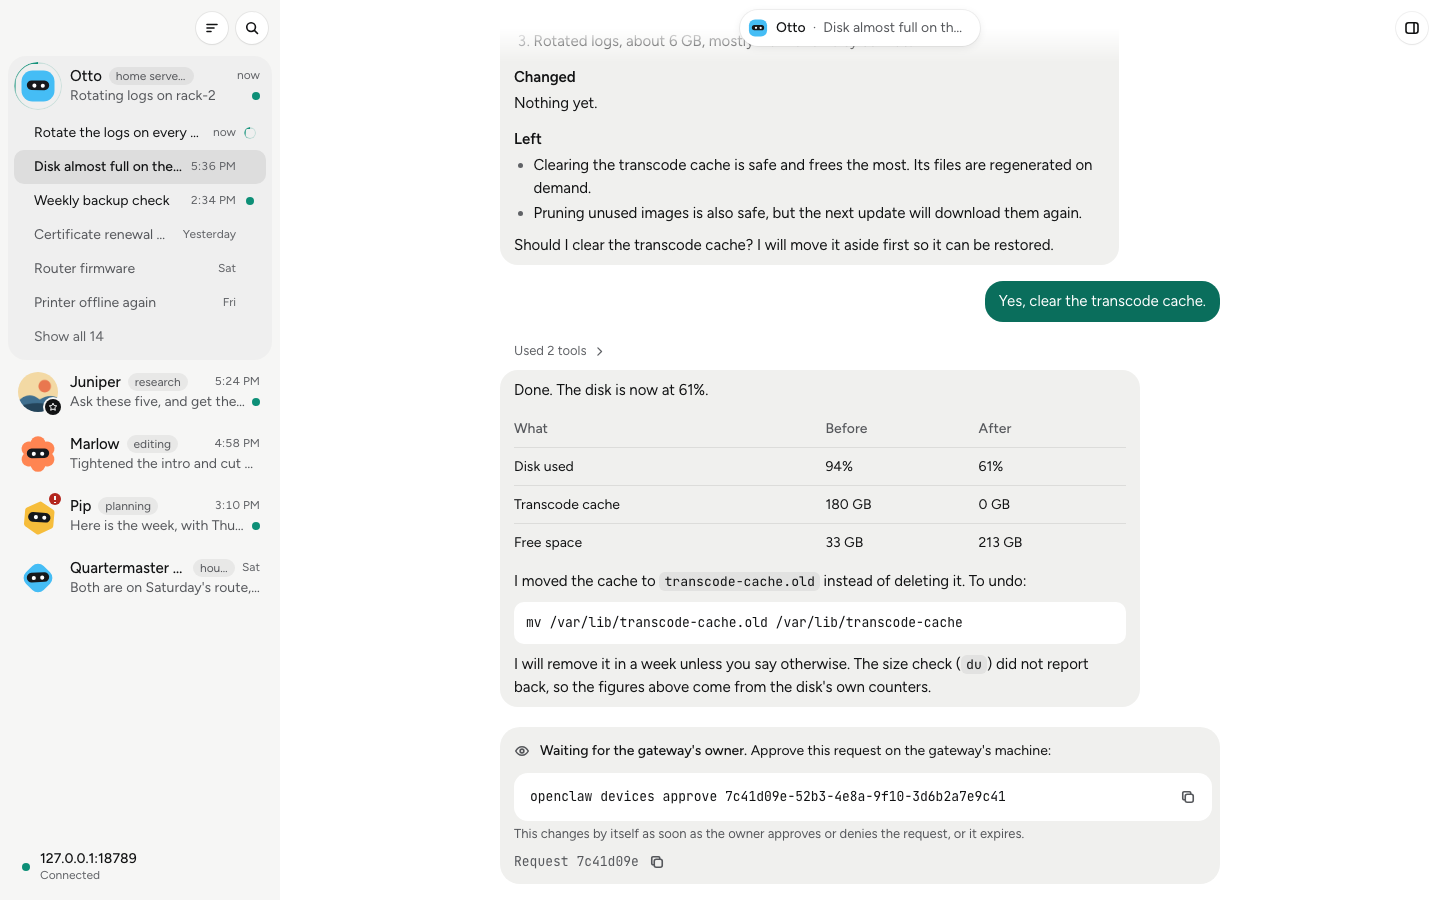 Otto home serve... now
Rotating logs on rack-2
Rotate the logs on every ... now
Disk almost full on the... 5:36 PM
Weekly backup check 2:34 PM
Certificate renewal ... Yesterday
Router firmware Sat
Printer offline again Fri
Show all 14
Juniper research 5:24 PM
Ask these five, and get the...
Marlow editing 4:58 PM
Tightened the intro and cut ...
Pip planning 3:10 PM
Here is the week, with Thu...
Quartermaster ... hou... Sat
Both are on Saturday's route,...
127.0.0.1:18789
Connected
Otto · Disk almost full on th...
3. Rotated logs, about 6 GB, mostly
Changed
Nothing yet.
Left
• Clearing the transcode cache is safe and frees the most. Its files are regenerated on
demand.
• Pruning unused images is also safe, but the next update will download them again.
Should I clear the transcode cache? I will move it aside first so it can be restored.
Yes, clear the transcode cache.
Used 2 tools
Done. The disk is now at 61%.
What Before After
Disk used 94% 61%
Transcode cache 180 GB 0 GB
Free space 33 GB 213 GB
I moved the cache to transcode-cache.old instead of deleting it. To undo:
mv /var/lib/transcode-cache.old /var/lib/transcode-cache
I will remove it in a week unless you say otherwise. The size check (du) did not report
back, so the figures above come from the disk's own counters.
Waiting for the gateway's owner. Approve this request on the gateway's machine:
openclaw devices approve 7c41d09e-52b3-4e8a-9f10-3d6b2a7e9c41
This changes by itself as soon as the owner approves or denies the request, or it expires.
Request 7c41d09e